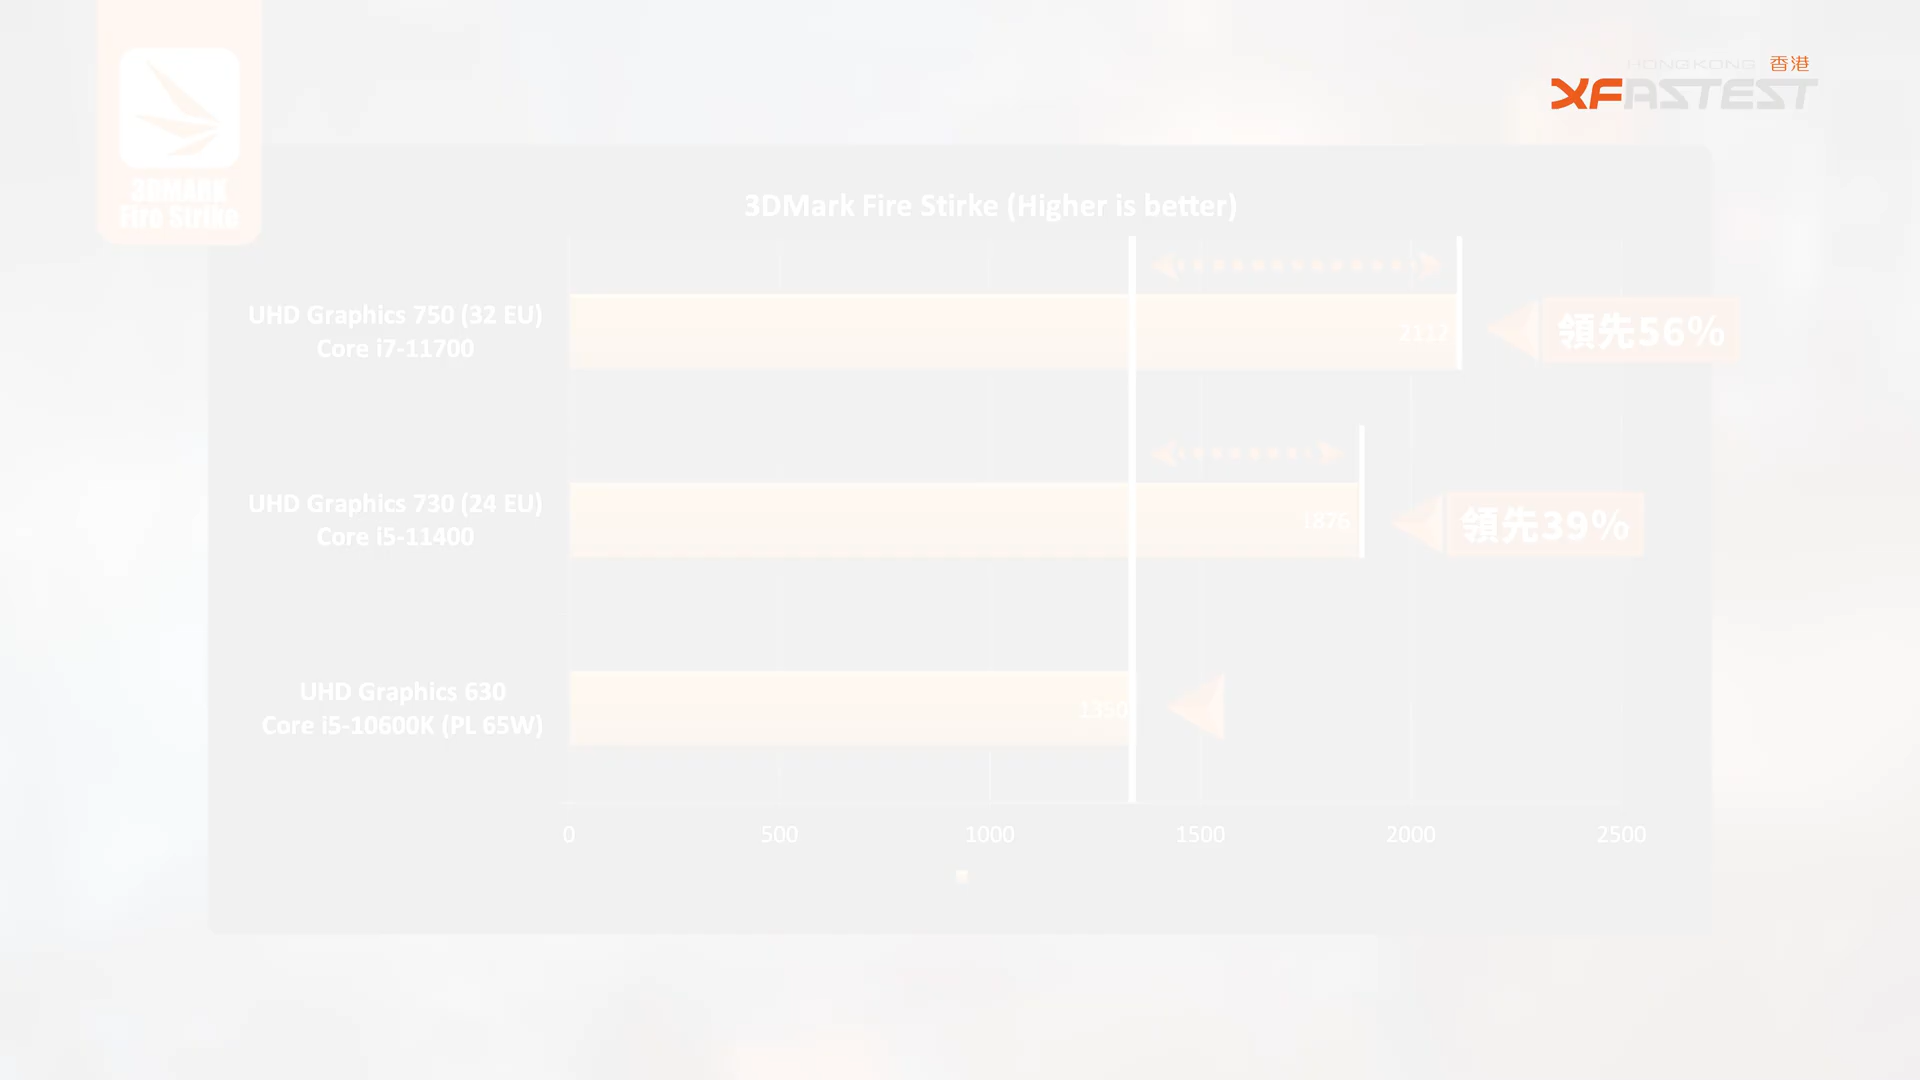 HONG KONG 香港
XFASTEST
3DMARK
Fire Strike
3DMark Fire Stirke (Higher is better)
UHD Graphics 750 (32 EU)
Core i7-11700
2112
領先56%
UHD Graphics 730 (24 EU)
Core i5-11400
1876
領先39%
UHD Graphics 630
Core i5-10600K (PL 65W)
1350
0
500
1000
1500
2000
2500